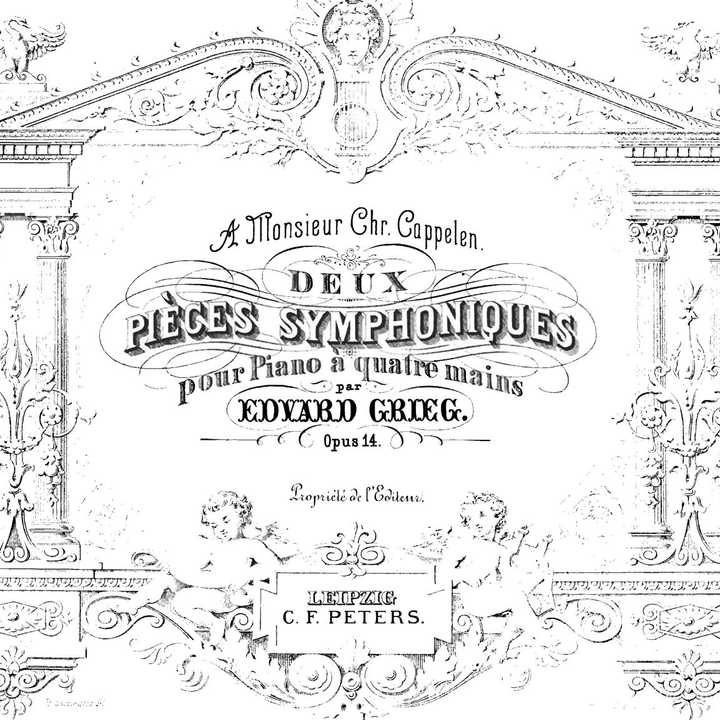 A Monsieur Chr. Cappelen.
DEUX
PIÈCES SYMPHONIQUES
pour Piano à quatre mains
par
EDVARD GRIEG.
Opus 14.
Propriété de l'Editeur.
LEIPZIG
C. F. PETERS.